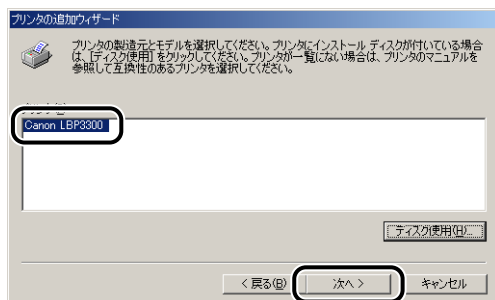 プリンタの追加ウィザード
プリンタの製造元とモデルを選択してください。プリンタにインストール ディスクが付いている場合
は、[ディスク使用] をクリックしてください。プリンタが一覧にない場合は、プリンタのマニュアルを
参照して互換性のあるプリンタを選択してください。
Canon LBP3300
ディスク使用(H)...
< 戻る(B)
次へ >
キャンセル